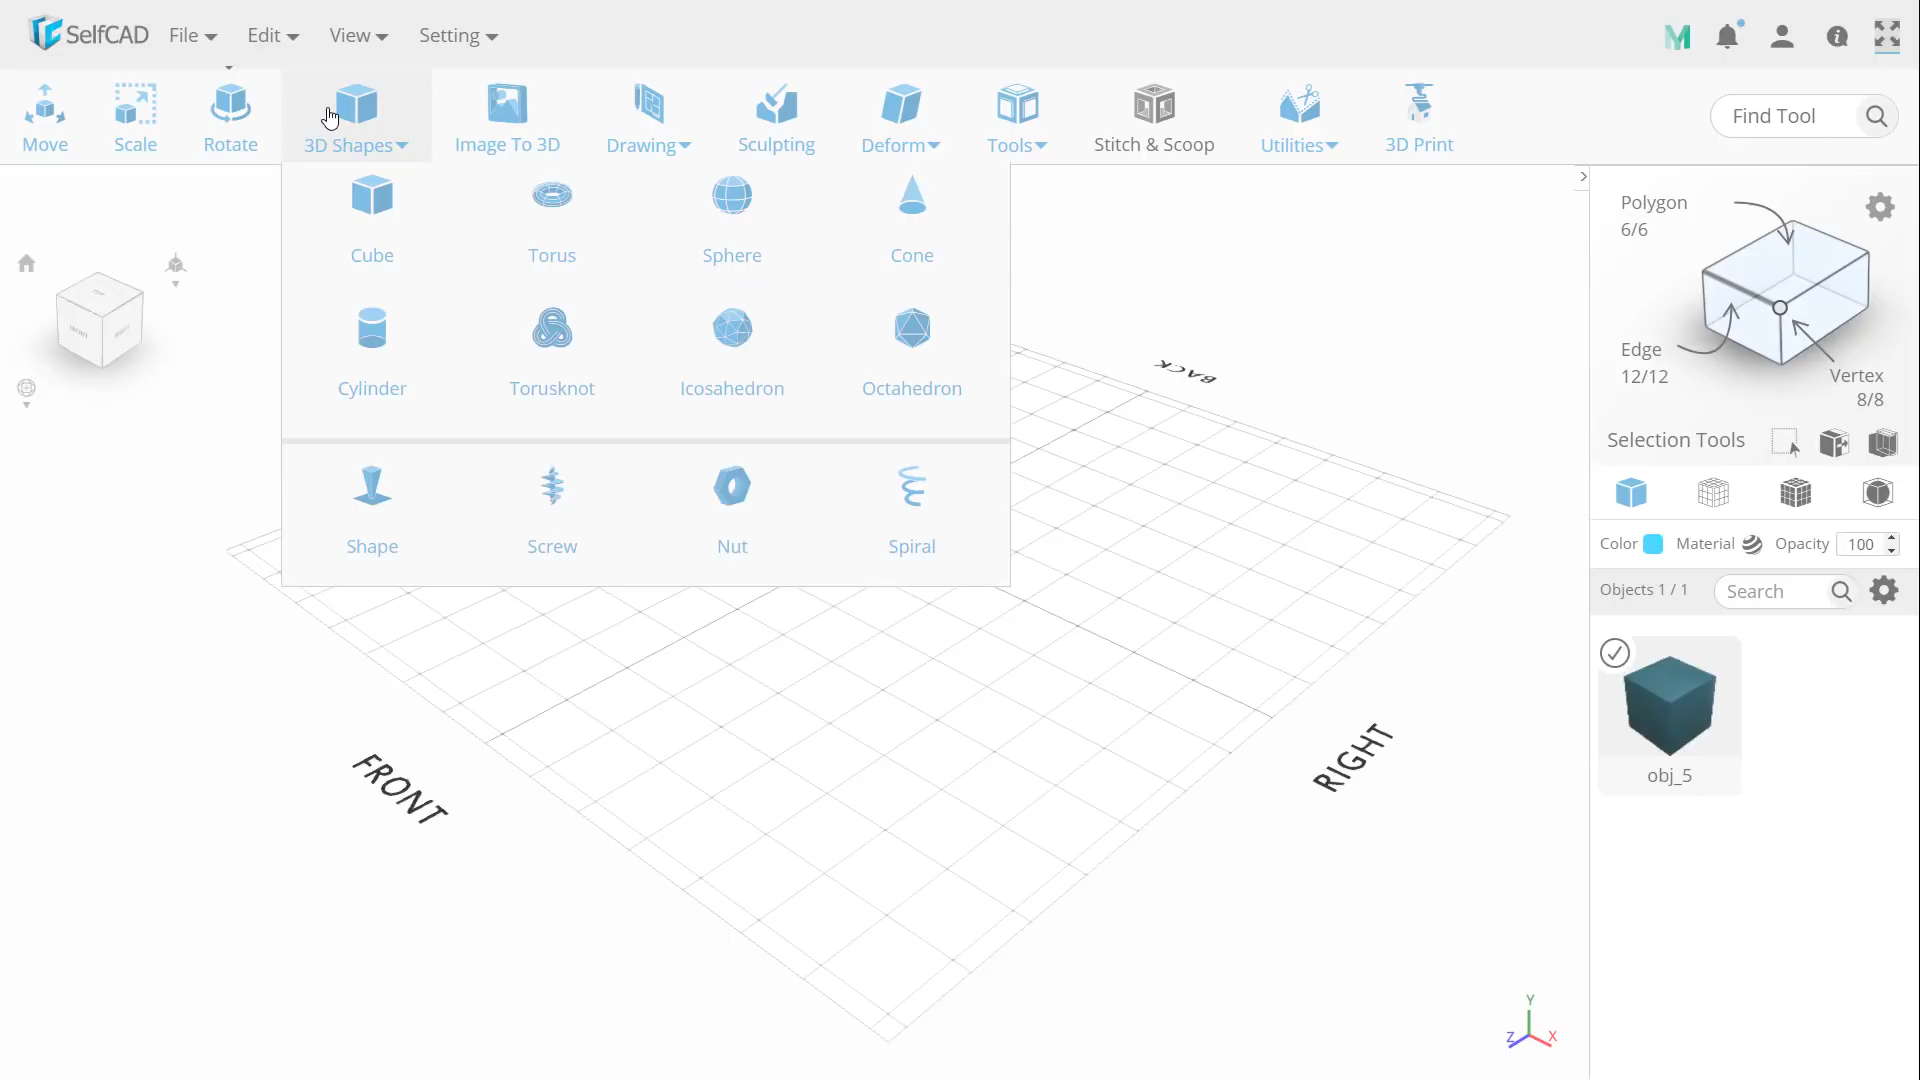 SelfCAD File Edit View Setting
Move Scale Rotate 3D Shapes Image To 3D Drawing Sculpting Deform Tools Stitch & Scoop Utilities 3D Print Find Tool
Cube Torus Sphere Cone
Cylinder Torusknot Icosahedron Octahedron
Shape Screw Nut Spiral
BACK
FRONT
RIGHT
Y
Z X
Polygon
6/6
Edge
12/12
Vertex
8/8
Selection Tools
Color Material Opacity 100
Objects 1 / 1 Search
obj_5